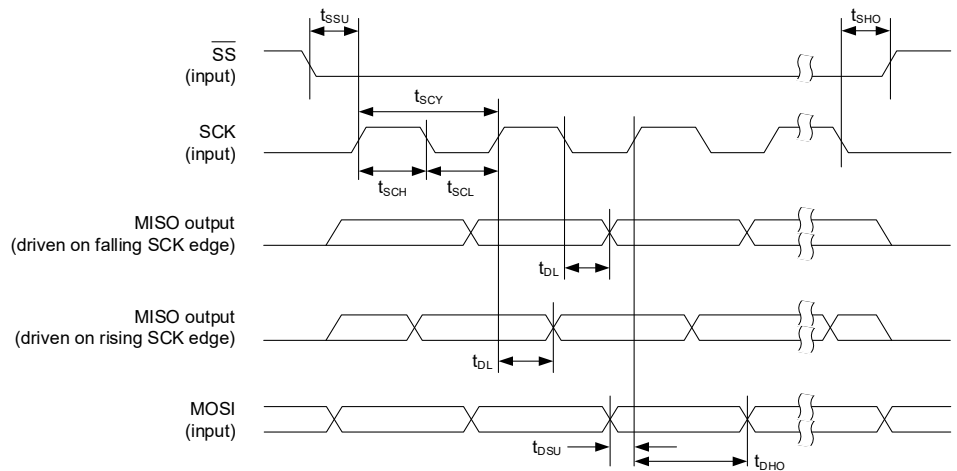 tSSU
tSHO
SS
(input)
tSCY
SCK
(input)
tSCH
tSCL
MISO output
(driven on falling SCK edge)
tDL
MISO output
(driven on rising SCK edge)
tDL
MOSI
(input)
tDSU
tDHO